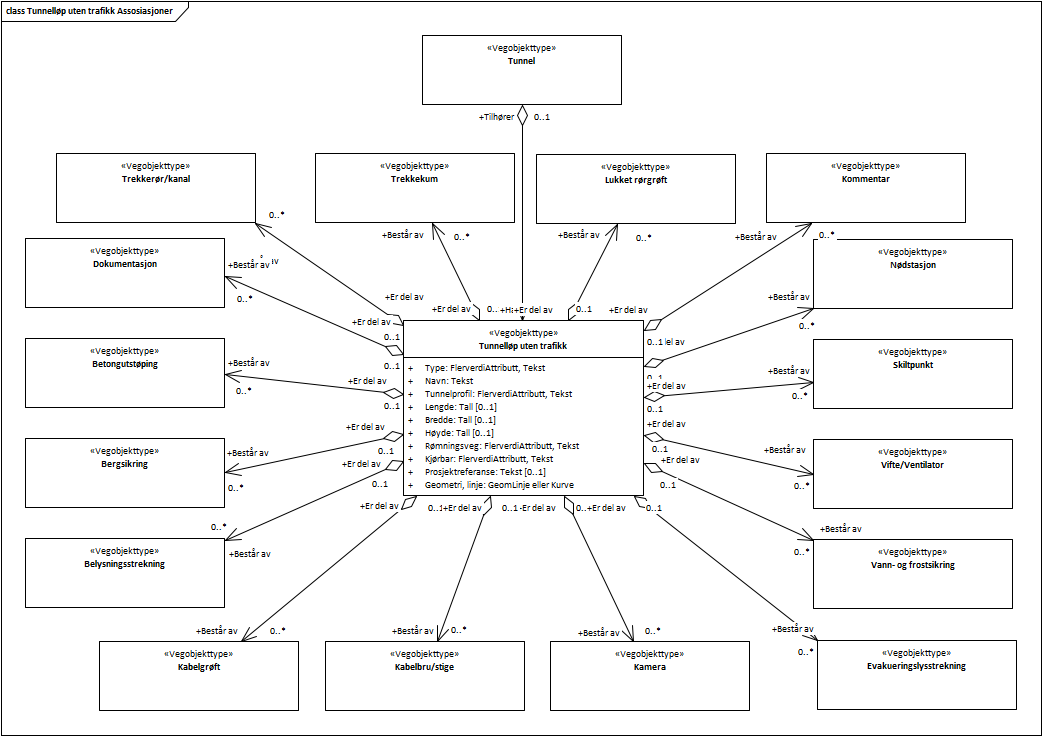 class Tunnelløp uten trafikk Assosiasjoner
«Vegobjekttype»
Tunnel
+Tilhører
0..1
«Vegobjekttype»
Trekkerør/kanal
«Vegobjekttype»
Trekkekum
«Vegobjekttype»
Lukket rørgrøft
«Vegobjekttype»
Kommentar
0..*
+Består av
0..*
+Består av
0..*
+Består av
0..*
«Vegobjekttype»
Dokumentasjon
«Vegobjekttype»
Nødstasjon
+Består av
0..*
+Består av
0..*
+Er del av
+Er del av
0..
+Er del av
0..1
+Er del av
+Er del av
0..1
0..1
«Vegobjekttype»
Tunnelløp uten trafikk
+ Type: FlerverdiAttributt, Tekst
+ Navn: Tekst
+ Tunnelprofil: FlerverdiAttributt, Tekst
+ Lengde: Tall [0..1]
+ Bredde: Tall [0..1]
+ Høyde: Tall [0..1]
+ Rømningsveg: FlerverdiAttributt, Tekst
+ Kjørbar: FlerverdiAttributt, Tekst
+ Prosjektreferanse: Tekst [0..1]
+ Geometri, linje: GeomLinje eller Kurve
«Vegobjekttype»
Betongutstøping
+Består av
0..*
0..1
+Er del av
0..1
«Vegobjekttype»
Skiltpunkt
+Består av
0..*
+Er del av
0..1
«Vegobjekttype»
Bergsikring
+Består av
0..*
+Er del av
0..1
«Vegobjekttype»
Vifte/Ventilator
+Består av
0..*
+Er del av
0..1
+Er del av
0..1
+Er del av
0..1
0..*
+Består av
«Vegobjekttype»
Belysningsstrekning
+Består av
0..*
«Vegobjekttype»
Vann- og frostsikring
+Er del av
0..1
+Er del av
0..1
-Er del av
0..
+Er del av
0..1
+Består av
0..*
+Består av
0..*
+Består av
0..*
+Består av
0..*
«Vegobjekttype»
Kabelgrøft
«Vegobjekttype»
Kabelbru/stige
«Vegobjekttype»
Kamera
«Vegobjekttype»
Evakueringslysstrekning